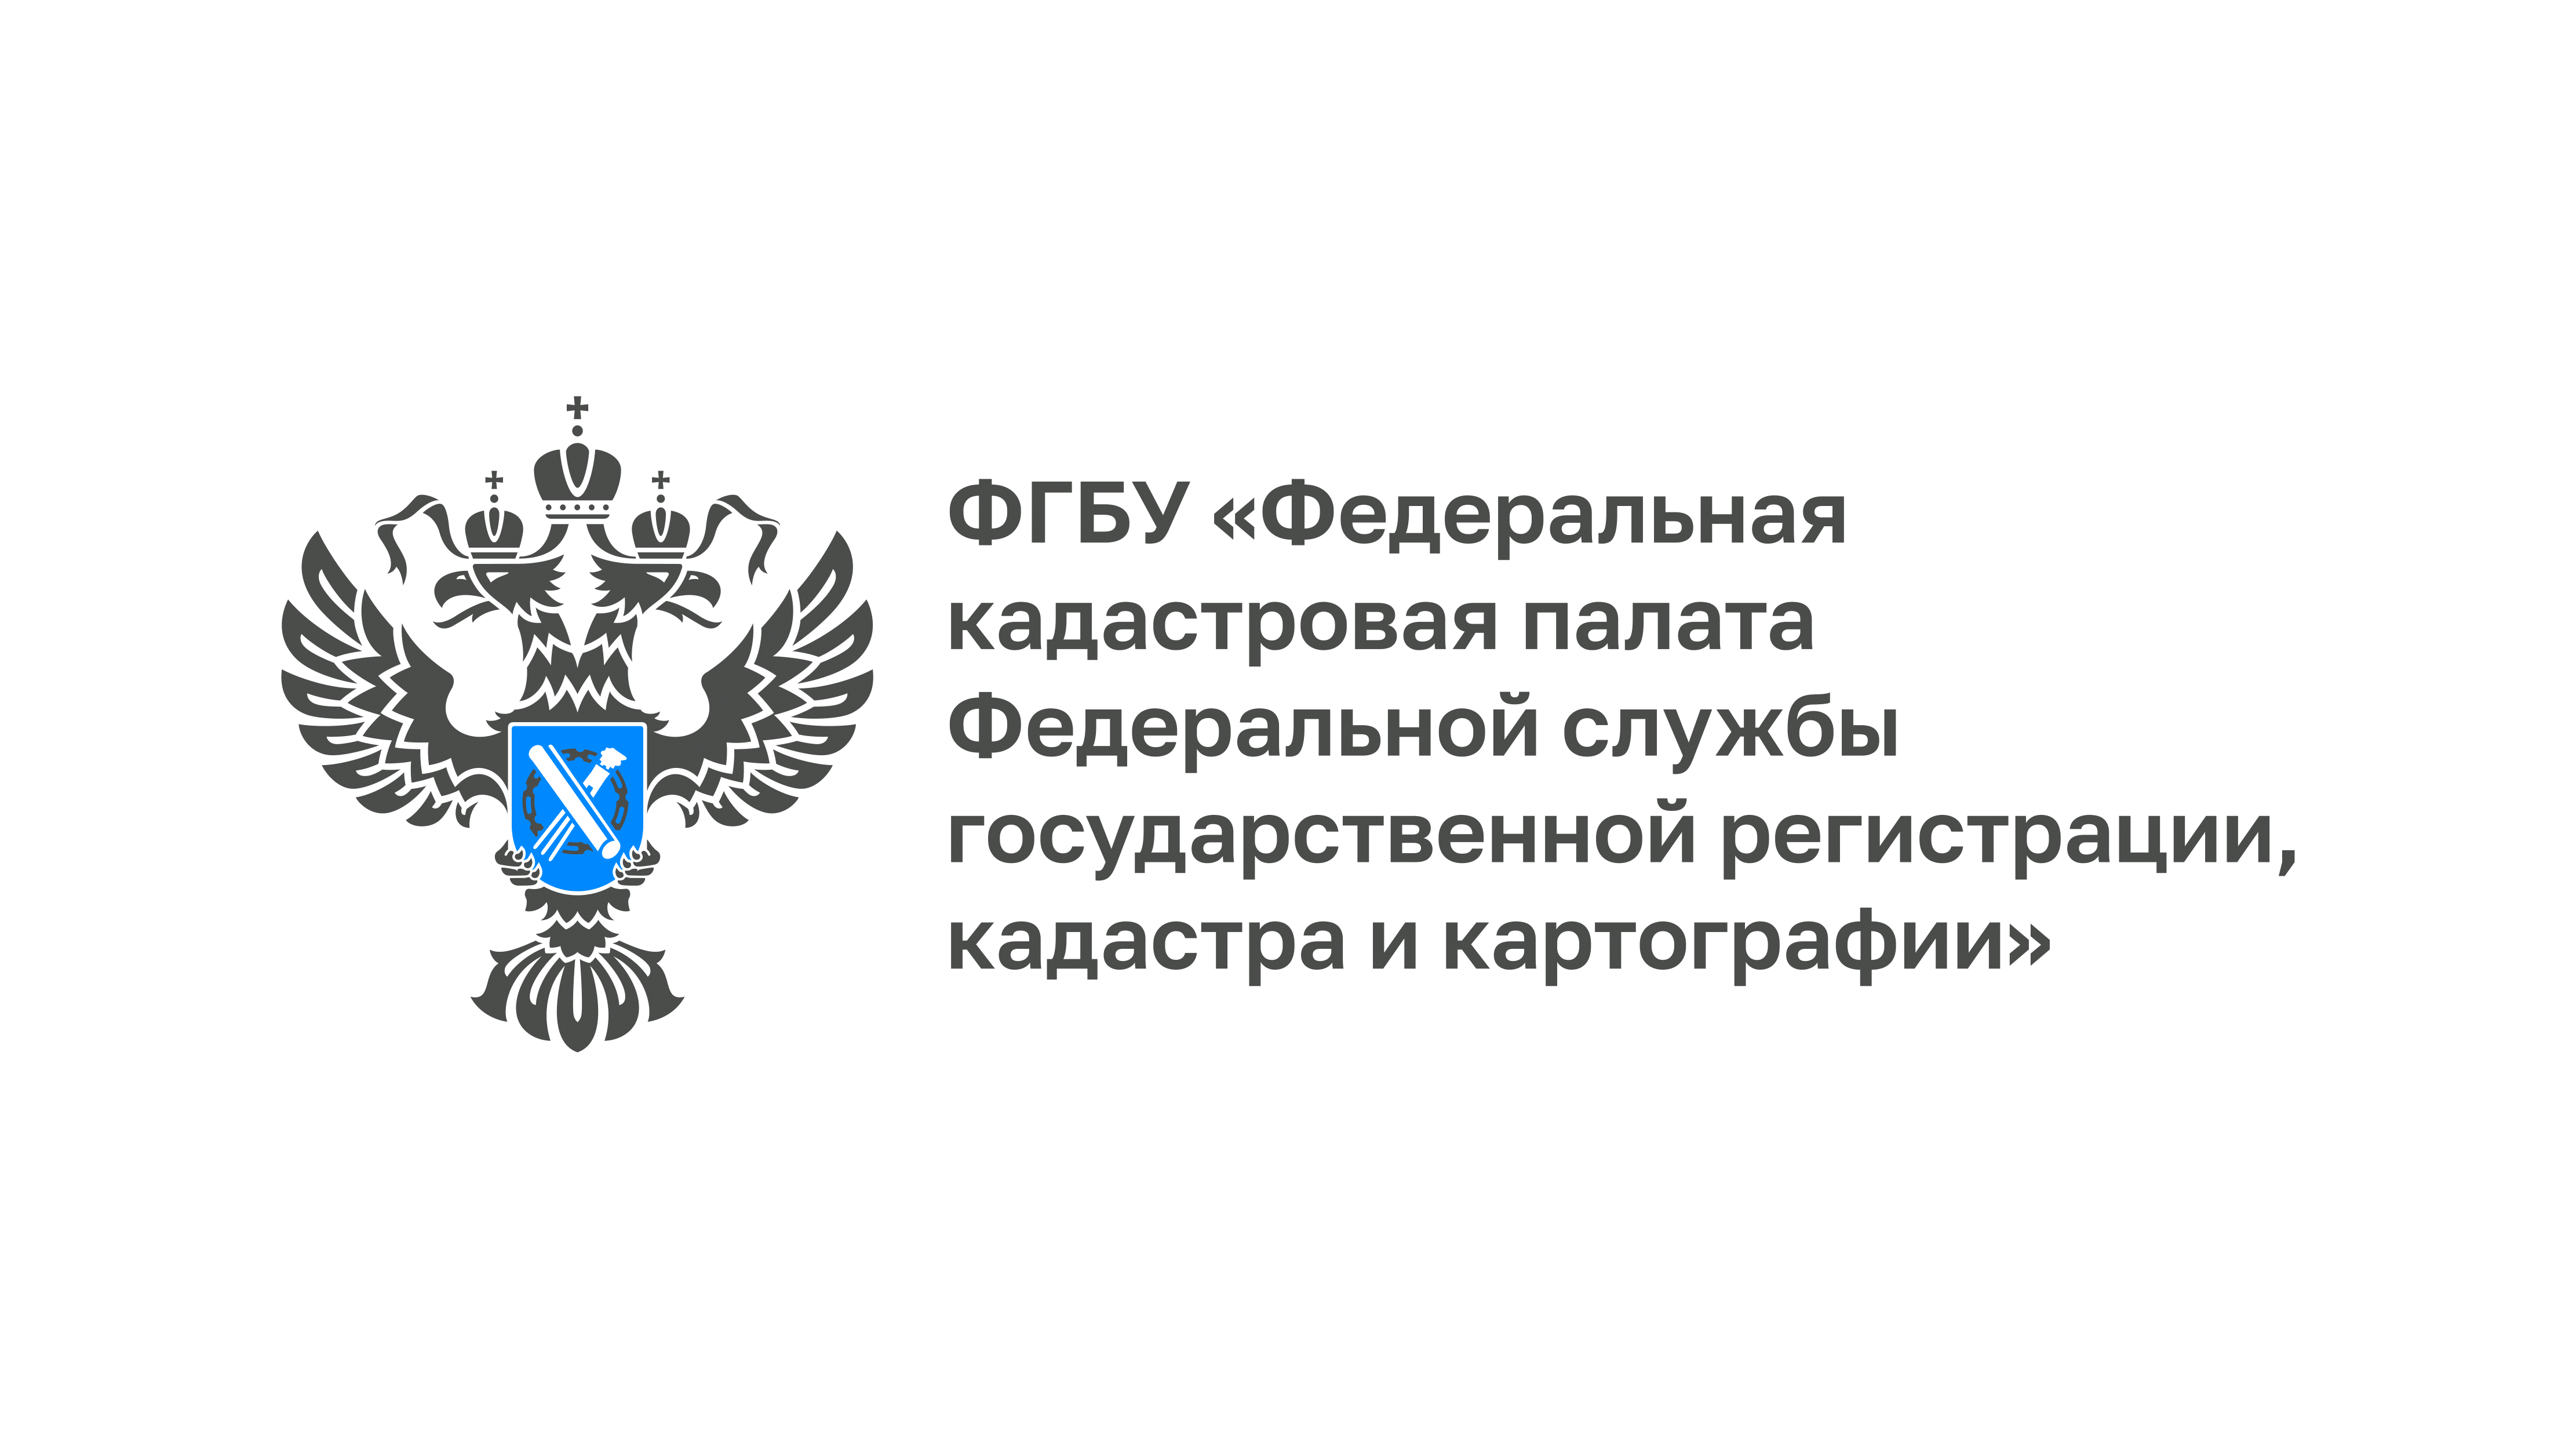 ФГБУ «Федеральная
кадастровая палата
Федеральной службы
государственной регистрации,
кадастра и картографии»